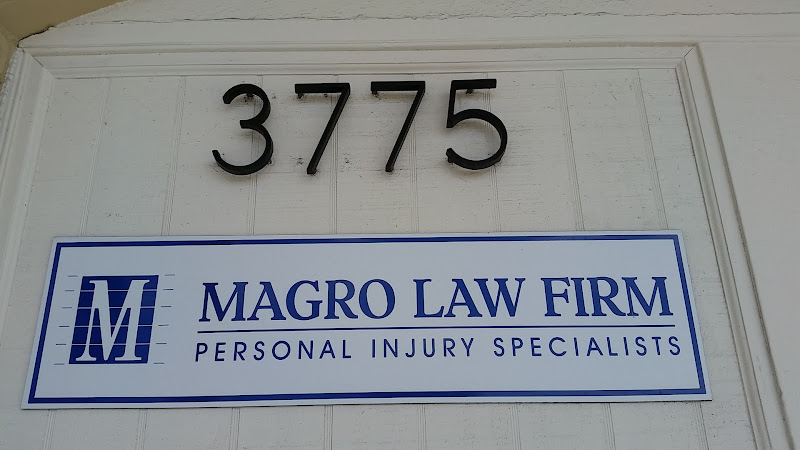 3775
M
MAGRO LAW FIRM
PERSONAL INJURY SPECIALISTS